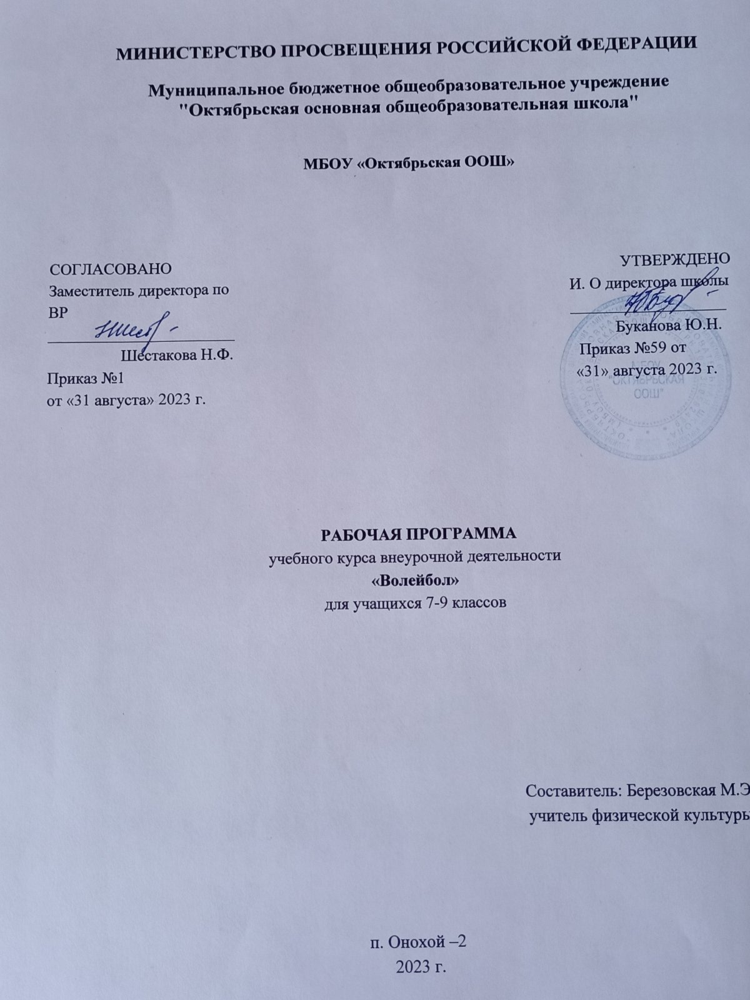 МИНИСТЕРСТВО ПРОСВЕЩЕНИЯ РОССИЙСКОЙ ФЕДЕРАЦИИ
Муниципальное бюджетное общеобразовательное учреждение
"Октябрьская основная общеобразовательная школа"
МБОУ «Октябрьская ООШ»
СОГЛАСОВАНО
Заместитель директора по
ВР
Шестакова Н.Ф.
Приказ №1
от «31 августа» 2023 г.
УТВЕРЖДЕНО
И. О директора школы
Буканова Ю.Н.
Приказ №59 от
«31» августа 2023 г.
МБОУ
"ОКТЯБРЬСКАЯ
ООШ"
РАБОЧАЯ ПРОГРАММА
учебного курса внеурочной деятельности
«Волейбол»
для учащихся 7-9 классов
Составитель: Березовская М.Э
учитель физической культуры
п. Онохой –2
2023 г.